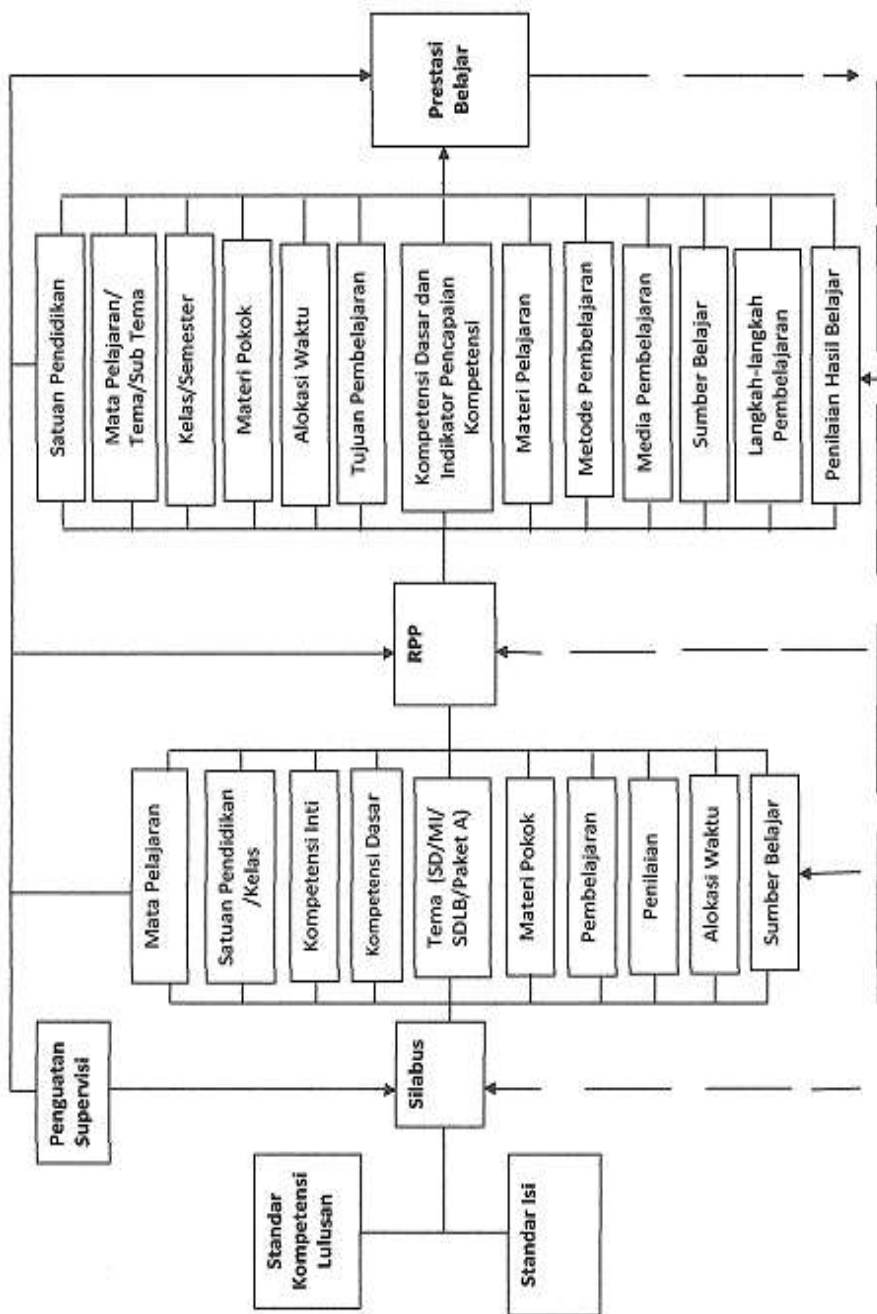 Penguatan
Supervisi
Standar
Kompetensi
Lulusan
Standar Isi
Silabus
Mata Pelajaran
Satuan Pendidikan
/Kelas
Kompetensi Inti
Kompetensi Dasar
Tema (SD/MI/
SDLB/Paket A)
Materi Pokok
Pembelajaran
Penilaian
Alokasi Waktu
Sumber Belajar
RPP
Satuan Pendidikan
Mata Pelajaran/
Tema/Sub Tema
Kelas/Semester
Materi Pokok
Alokasi Waktu
Tujuan Pembelajaran
Kompetensi Dasar dan
Indikator Pencapaian
Kompetensi
Materi Pelajaran
Metode Pembelajaran
Media Pembelajaran
Sumber Belajar
Langkah-langkah
Pembelajaran
Penilaian Hasil Belajar
Prestasi
Belajar